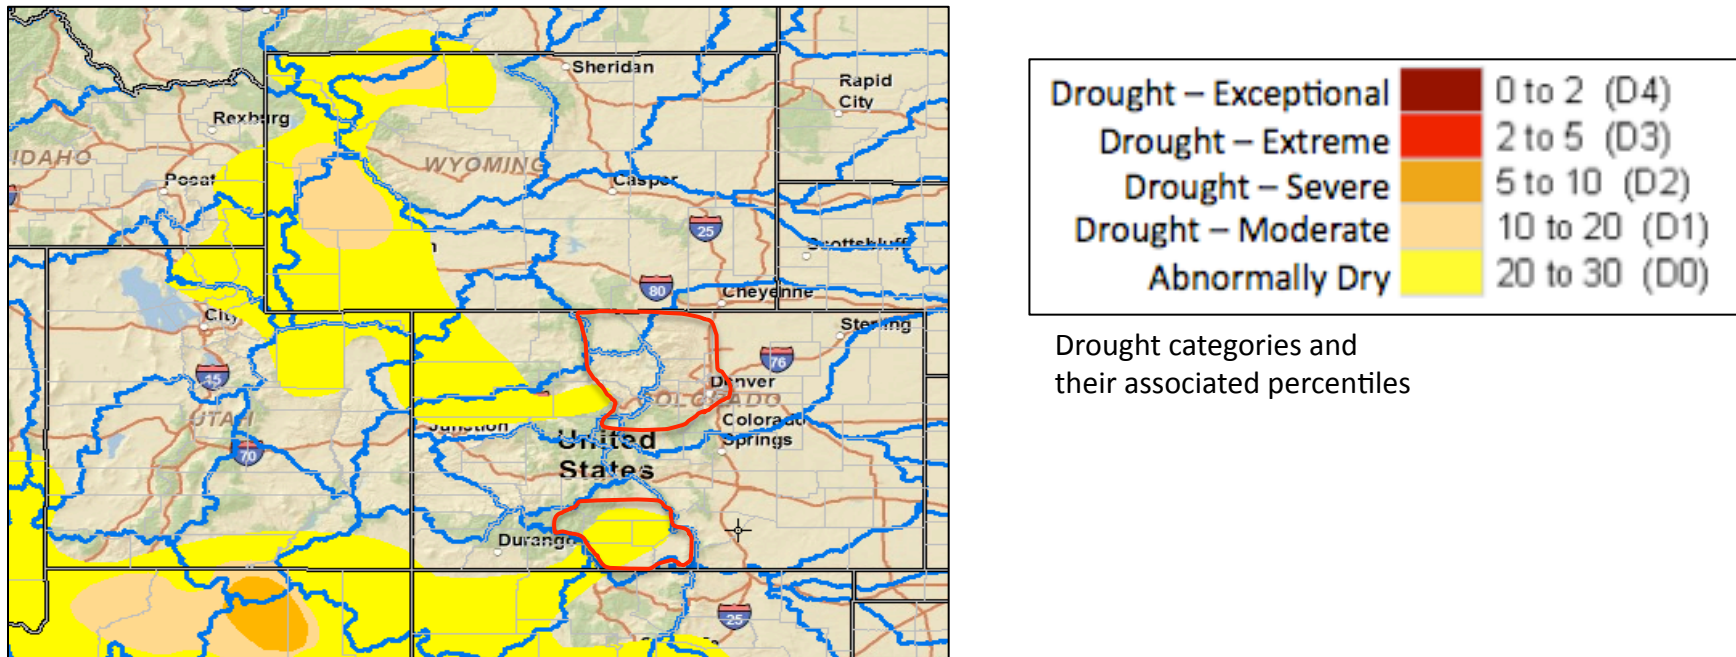 Sheridan
Rapid
City
Rexburg
IDAHO
WYOMING
Pocat
Casper
25
Scottsbluff
80
Cheyenne
City
Sterling
76
15
Denver
COLORADO
UTAH
Junction
Colorado
Springs
United
States
70
Durango
25
Drought – Exceptional 0 to 2 (D4)
Drought – Extreme 2 to 5 (D3)
Drought – Severe 5 to 10 (D2)
Drought – Moderate 10 to 20 (D1)
Abnormally Dry 20 to 30 (D0)
Drought categories and
their associated percentiles